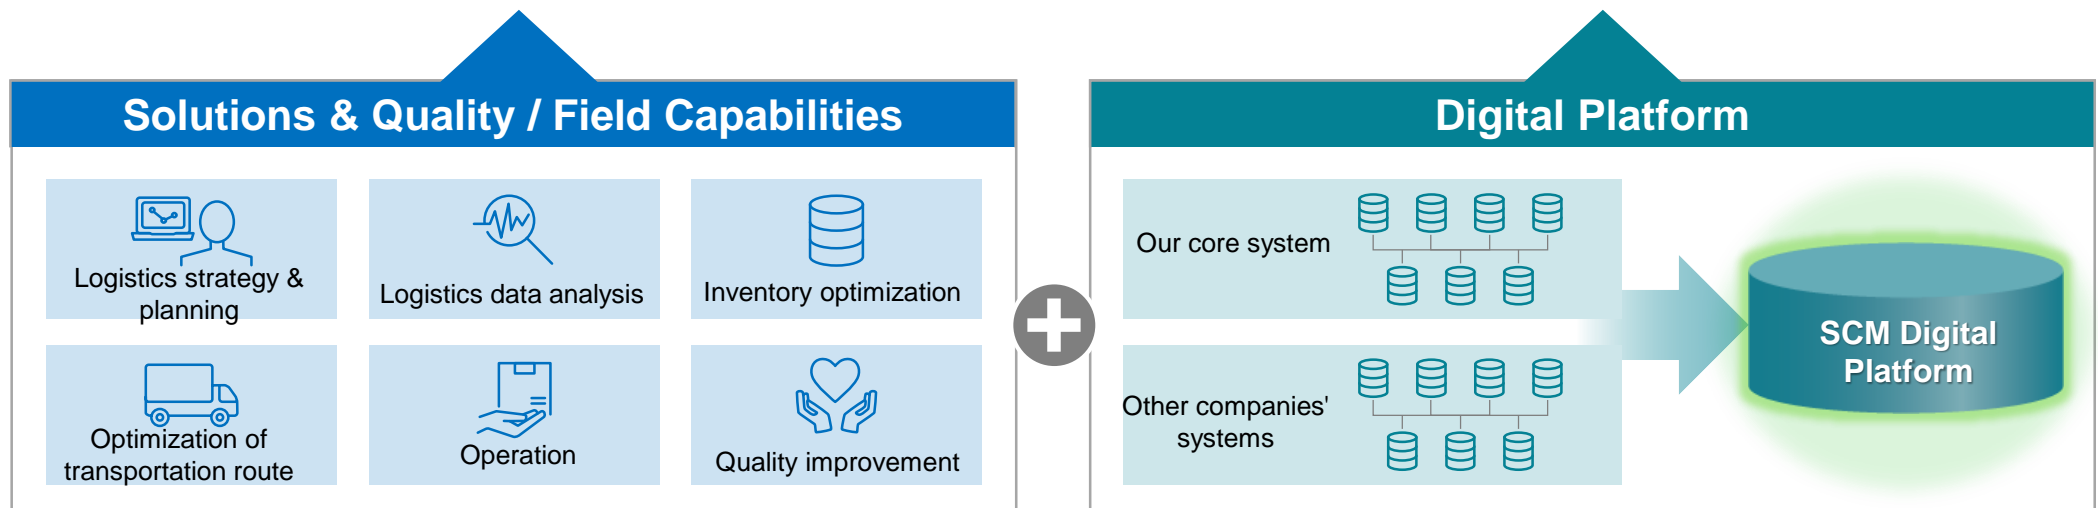 Solutions & Quality / Field Capabilities
Logistics strategy &
planning
Logistics data analysis
Inventory optimization
Optimization of
transportation route
Operation
Quality improvement
Digital Platform
Our core system
Other companies'
systems
SCM Digital
Platform